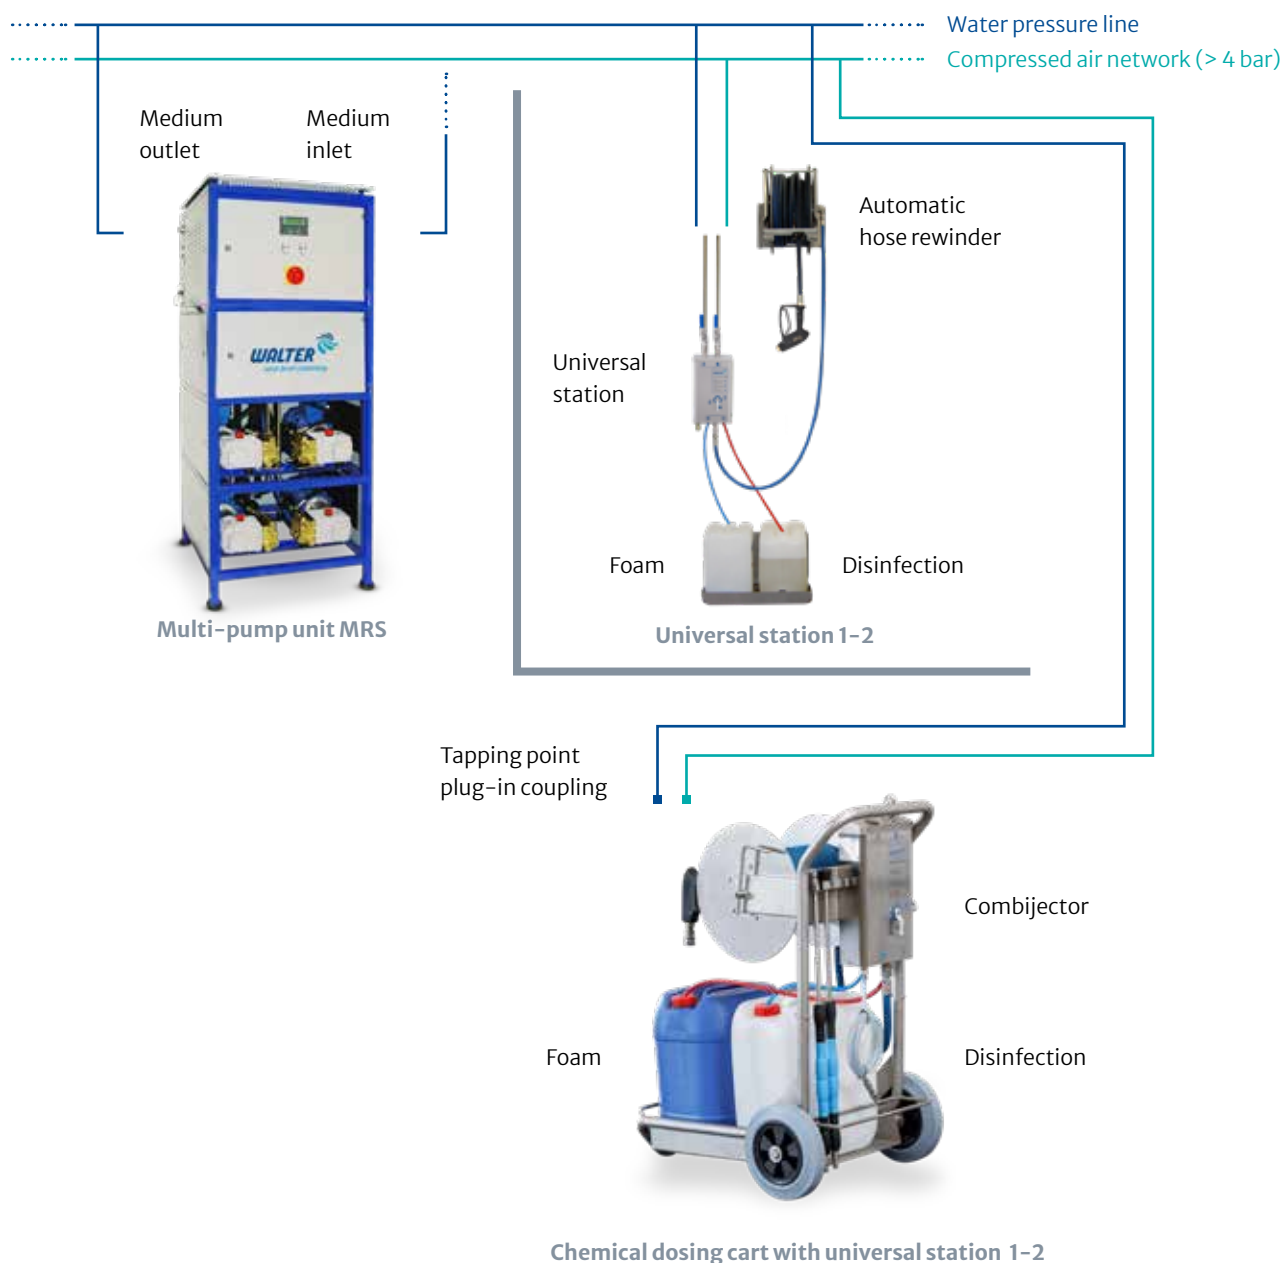 Water pressure line
Compressed air network (> 4 bar)
Medium
outlet
Medium
inlet
Automatic
hose rewinder
WALTER
Universal
station
Foam
Disinfection
Multi-pump unit MRS
Universal station 1-2
Tapping point
plug-in coupling
Combijector
Foam
Disinfection
Chemical dosing cart with universal station 1-2